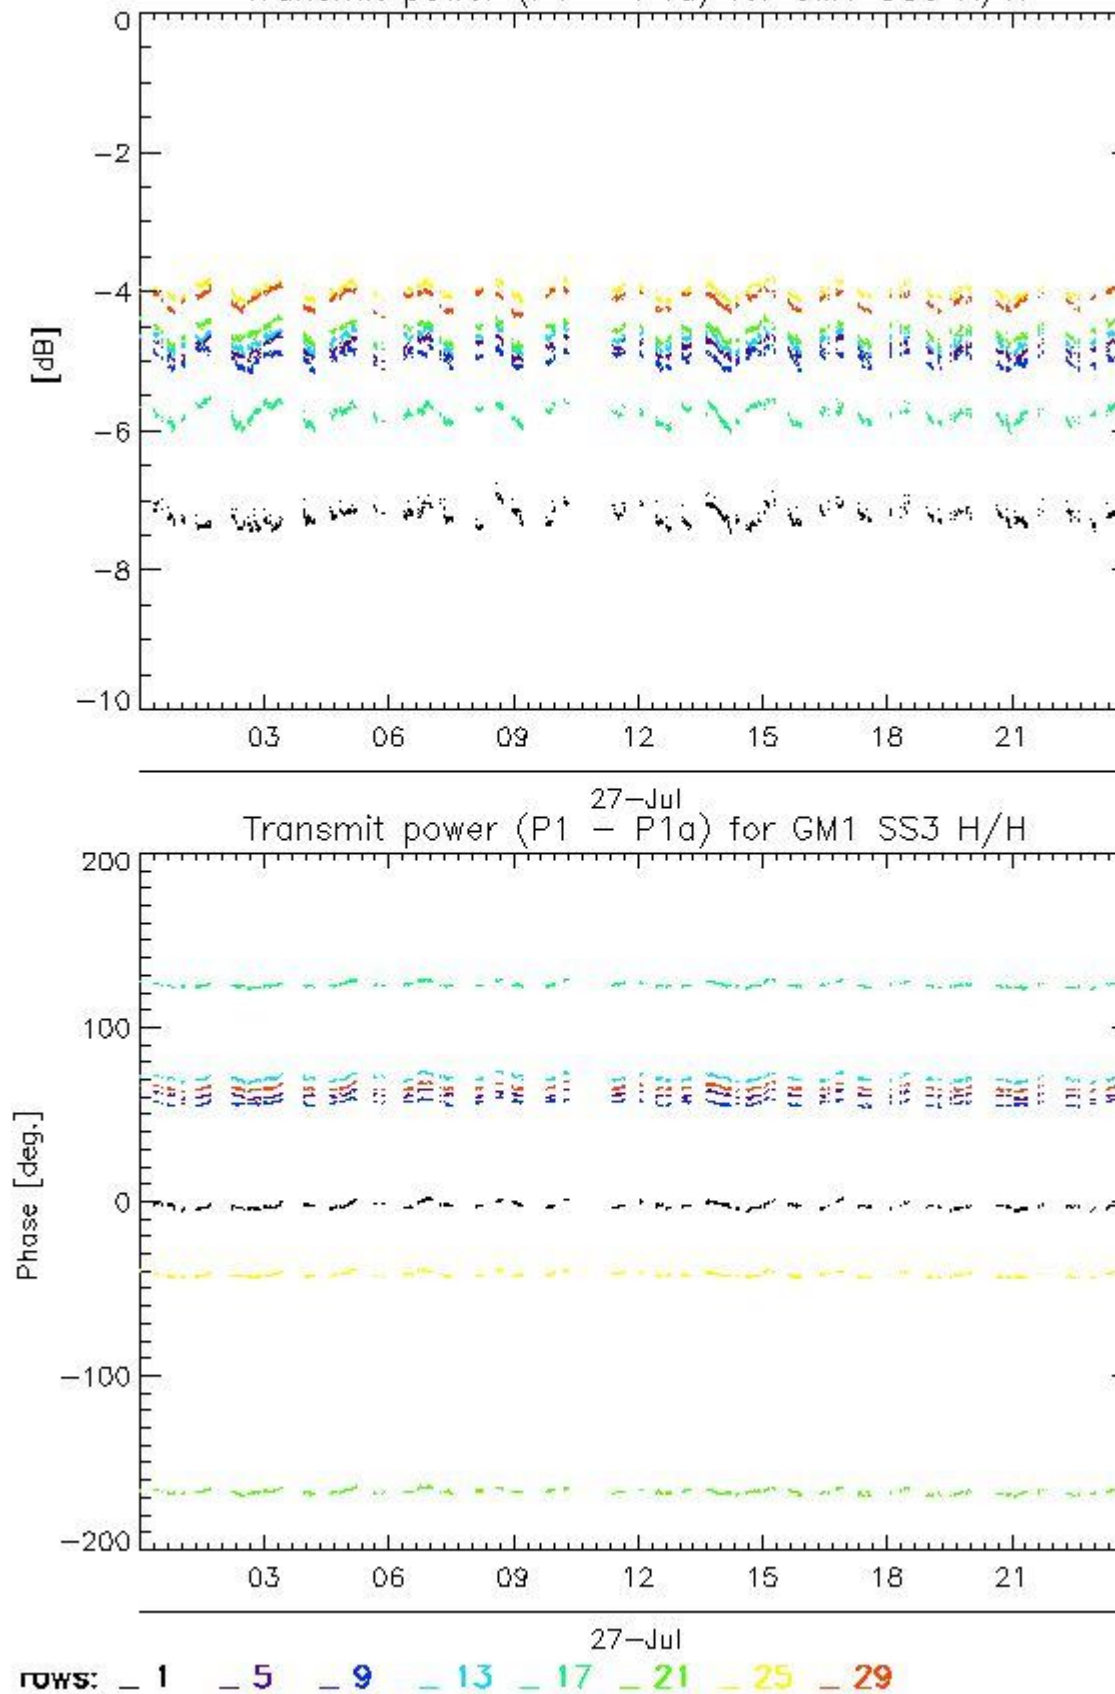 0
−2
−4
[dB]
−6
−8
−10
03 06 09 12 15 18 21
27−Jul
Transmit power (P1 − P1a) for GM1 SS3 H/H
200
100
Phase [deg.]
0
−100
−200
03 06 09 12 15 18 21
27−Jul
rows: _ 1 _ 5 _ 9 _ 13 _ 17 _ 21 _ 25 _ 29